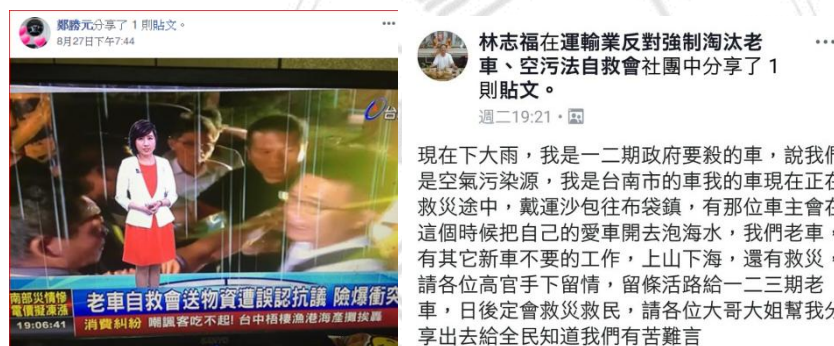 鄭勝元分享了 1 則貼文。
8月27日下午7:44
台
南部災情慘
電價擬凍漲
老車自救會送物資遭誤認抗議 險爆衝突
19:06:41
消費糾紛 嘲諷客吃不起! 台中梧棲漁港海產攤挨轟
林志福在運輸業反對強制淘汰老
車、空污法自救會社團中分享了 1
則貼文。
週二19:21
現在下大雨，我是一二期政府要殺的車，說我們
是空氣污染源，我是台南市的車我的車現在正在
救災途中，戴運沙包往布袋鎮，有那位車主會在
這個時候把自己的愛車開去泡海水，我們老車，
有其它新車不要的工作，上山下海，還有救災，
請各位高官手下留情，留條活路給一二三期老
車，日後定會救災救民，請各位大哥大姐幫我分
享出去給全民知道我們有苦難言